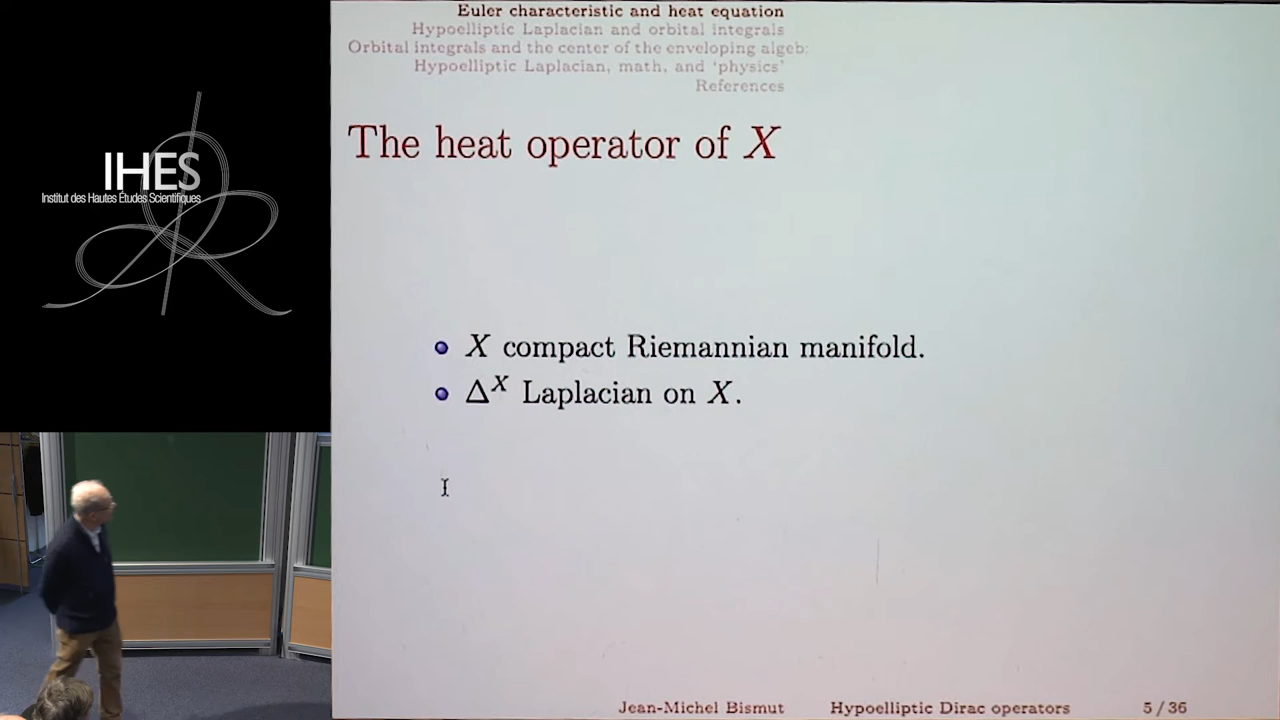 IHES
Institut des Hautes Études Scientifiques
Euler characteristic and heat equation
Hypoelliptic Laplacian and orbital integrals
Orbital integrals and the center of the enveloping algeb
Hypoelliptic Laplacian, math, and ‘physics’
References
The heat operator of X
X compact Riemannian manifold.
Δ^X Laplacian on X.
Jean-Michel Bismut Hypoelliptic Dirac operators 5 / 36